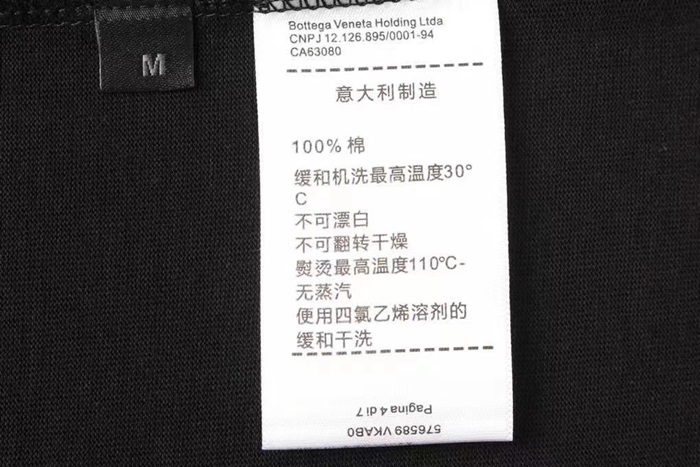 M
Bottega Veneta Holding Ltda
CNPJ 12.126.895/0001-94
CA63080
意大利制造
100% 棉
缓和机洗最高温度30°
C
不可漂白
不可翻转干燥
熨烫最高温度110℃-
无蒸汽
使用四氯乙烯溶剂的
缓和干洗
Pagina 4 di 7
576589 VKAB0